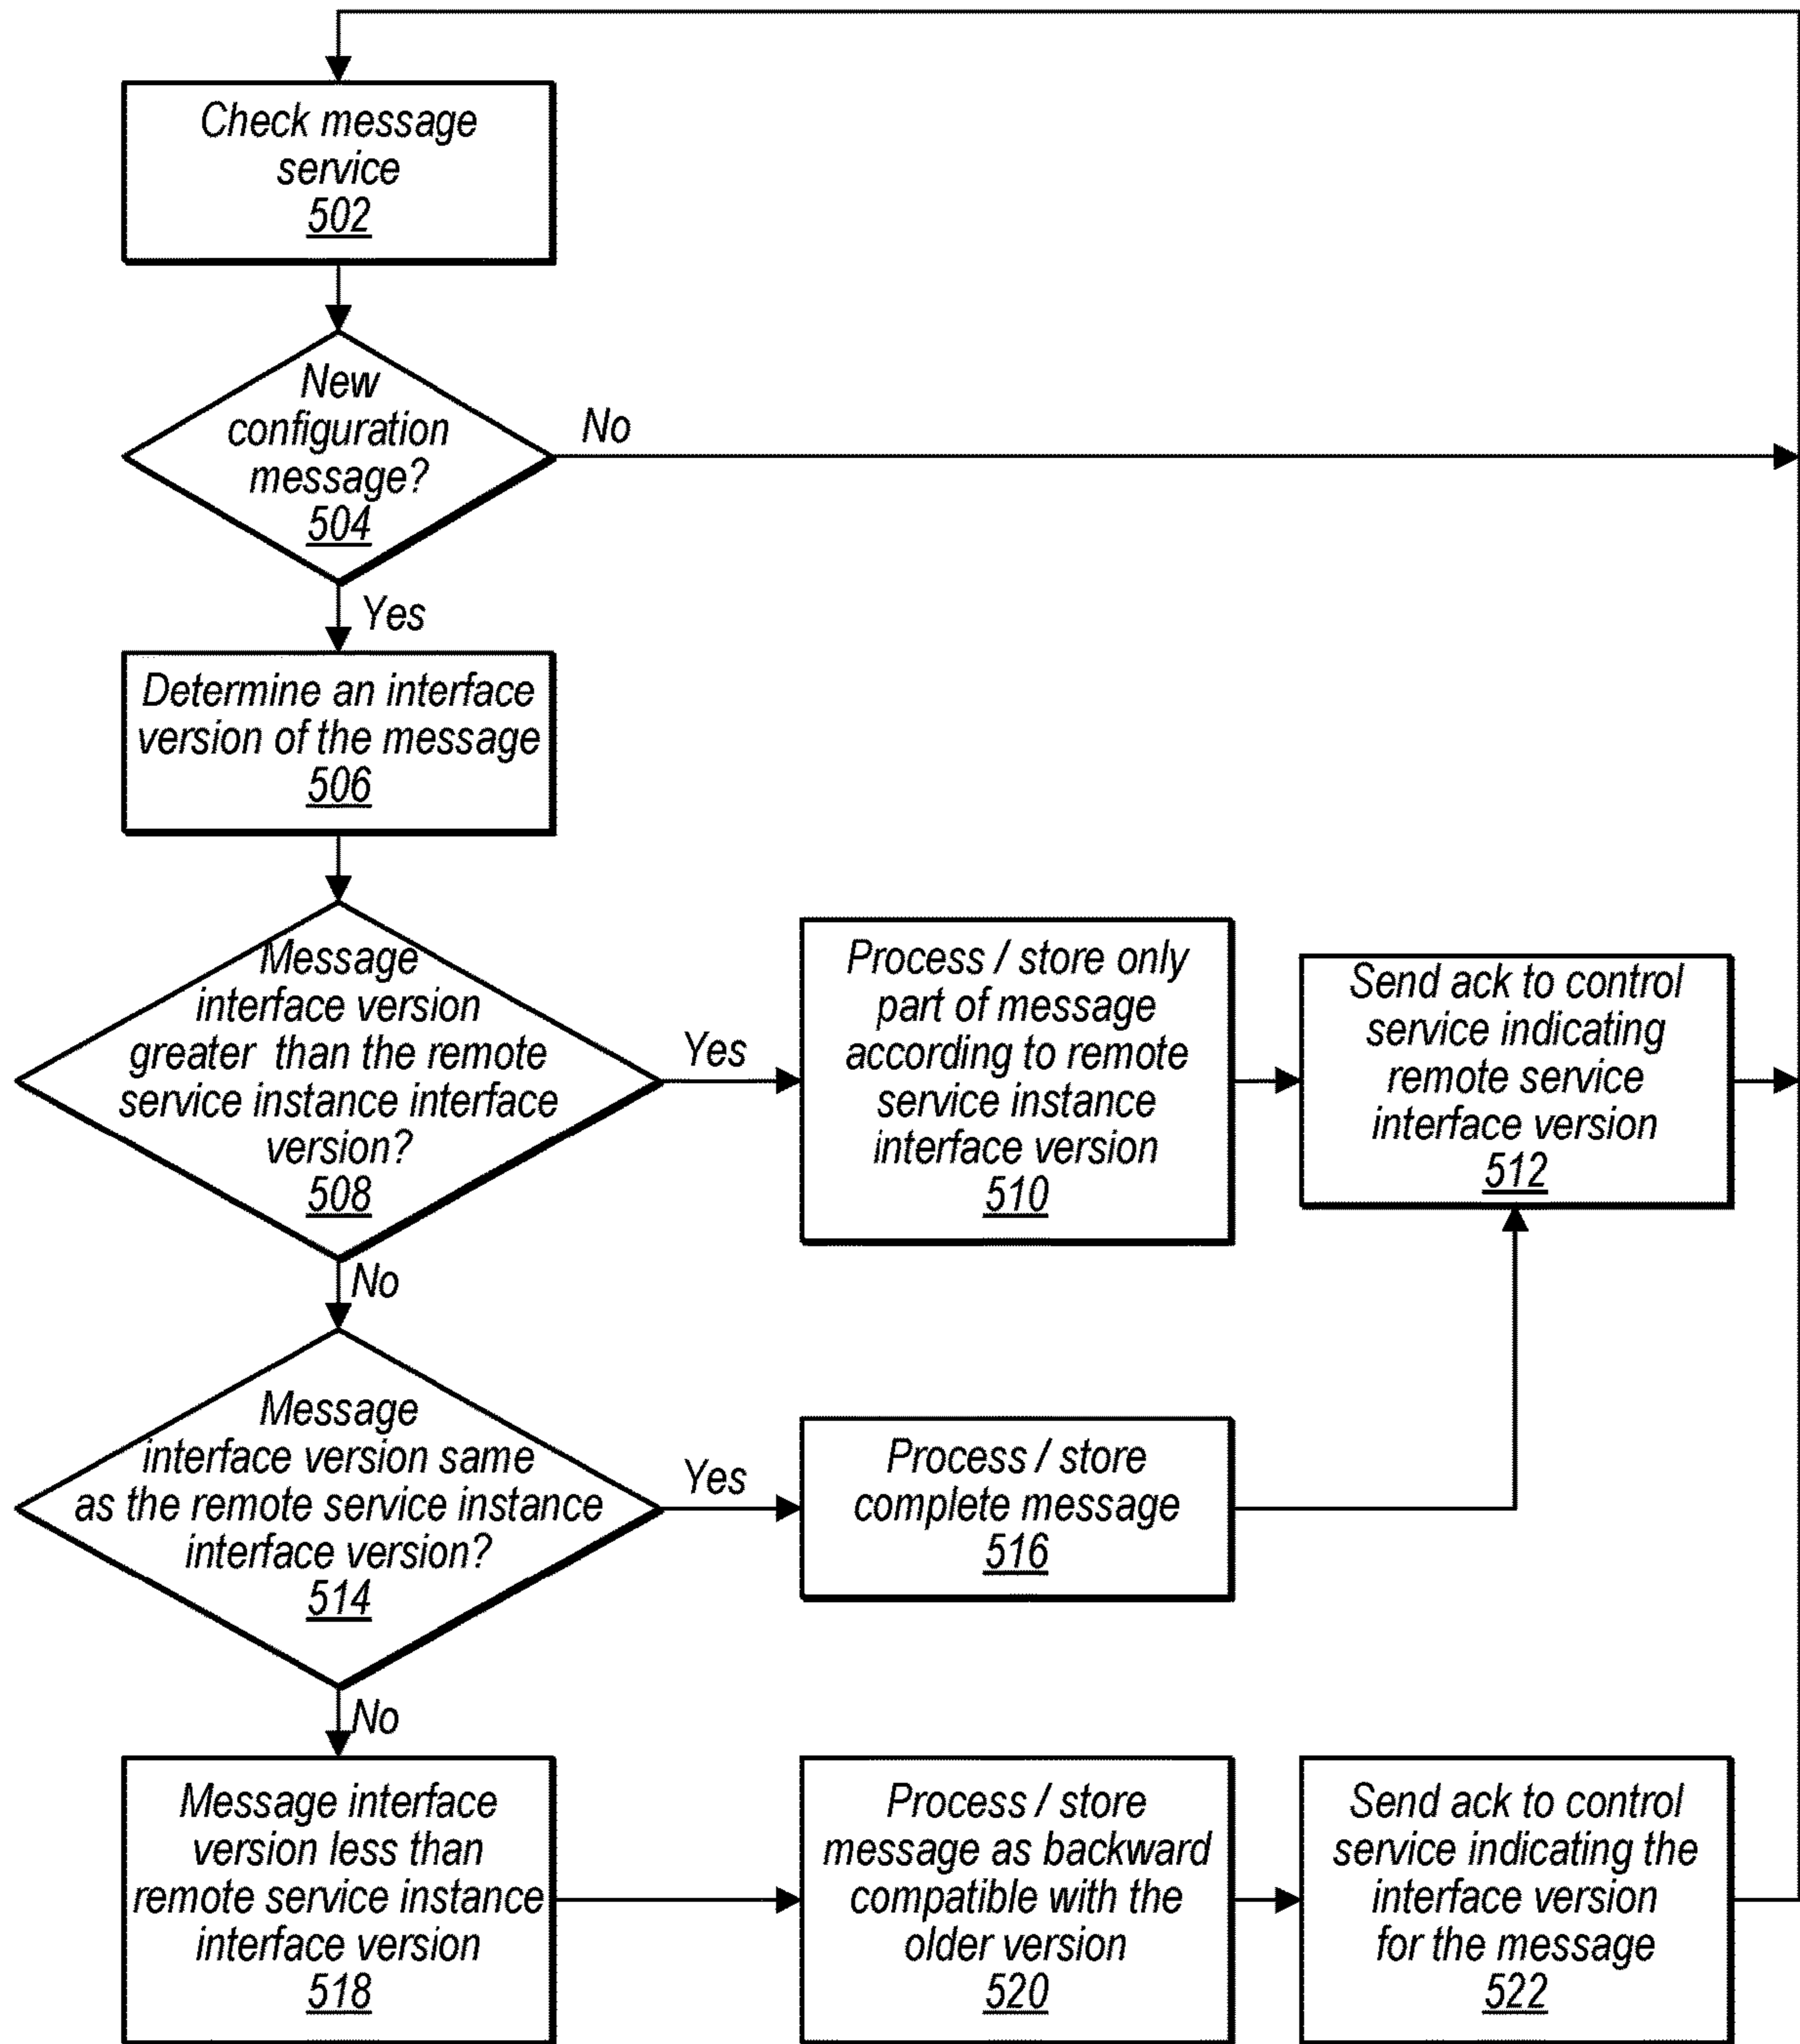 Check message
service
502
New
configuration
message?
504
No
Yes
Determine an interface
version of the message
506
Message
interface version
greater than the remote
service instance interface
version?
508
Yes
Process / store only
part of message
according to remote
service instance
interface version
510
Send ack to control
service indicating
remote service
interface version
512
No
Message
interface version same
as the remote service instance
interface version?
514
Yes
Process / store
complete message
516
No
Message interface
version less than
remote service instance
interface version
518
Process / store
message as backward
compatible with the
older version
520
Send ack to control
service indicating the
interface version
for the message
522